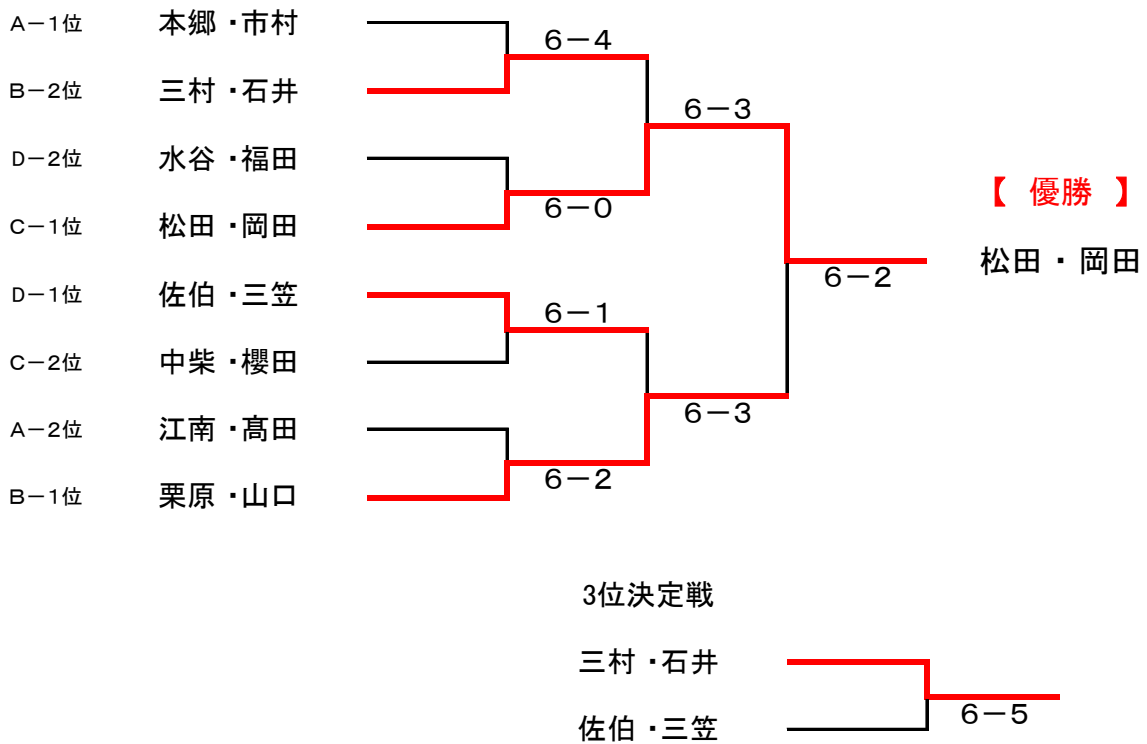 A－1位 本郷・市村
6－4
B－2位 三村・石井
6－3
D－2位 水谷・福田
【 優勝 】
6－0
C－1位 松田・岡田
松田・岡田
6－2
D－1位 佐伯・三笠
6－1
C－2位 中柴・櫻田
6－3
A－2位 江南・髙田
6－2
B－1位 栗原・山口
3位決定戦
三村・石井
6－5
佐伯・三笠